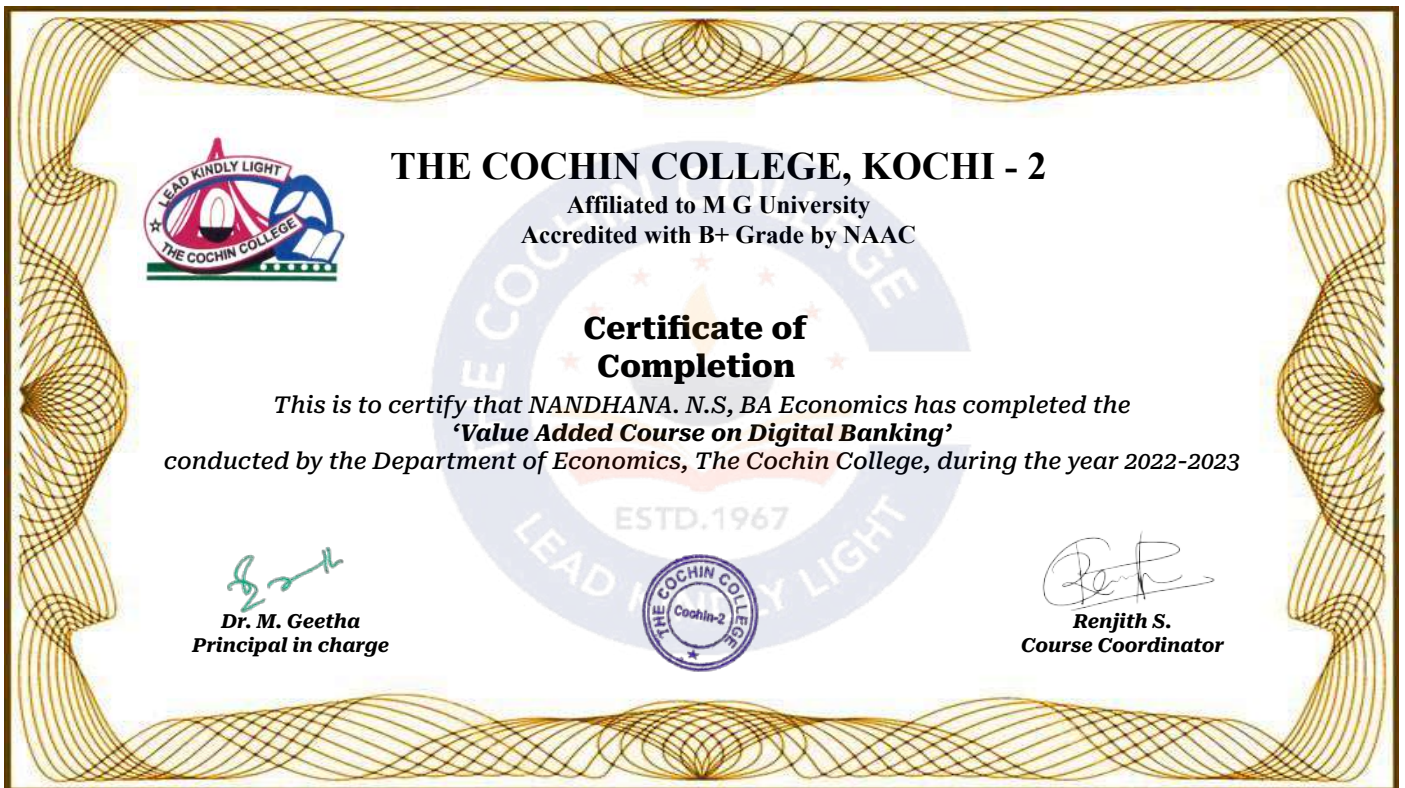 LEAD KINDLY LIGHT
THE COCHIN COLLEGE
THE COCHIN COLLEGE, KOCHI - 2
Affiliated to M G University
Accredited with B+ Grade by NAAC
THE COCHIN COLLEGE
Certificate of
Completion
This is to certify that NANDHANA. N.S, BA Economics has completed the
‘Value Added Course on Digital Banking’
conducted by the Department of Economics, The Cochin College, during the year 2022-2023
ESTD.1967
LEAD KINDLY LIGHT
Dr. M. Geetha
Principal in charge
THE COCHIN COLLEGE
Cochin-2
Renjith S.
Course Coordinator